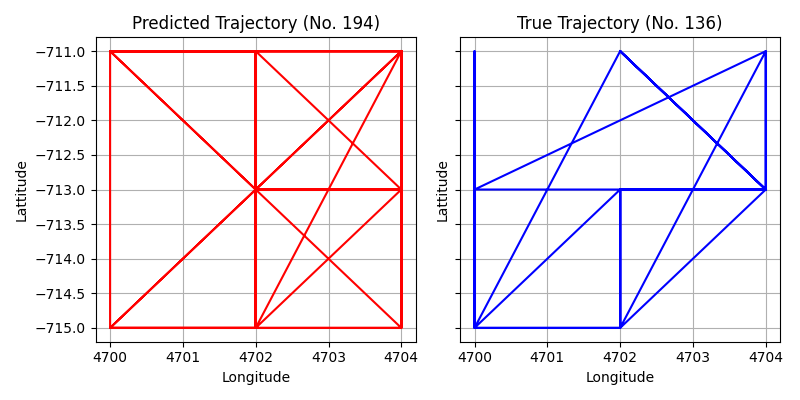 Predicted Trajectory (No. 194)
−711.0
−711.5
−712.0
−712.5
−713.0
−713.5
−714.0
−714.5
−715.0
Lattitude
4700 4701 4702 4703 4704
Longitude
True Trajectory (No. 136)
Lattitude
4700 4701 4702 4703 4704
Longitude